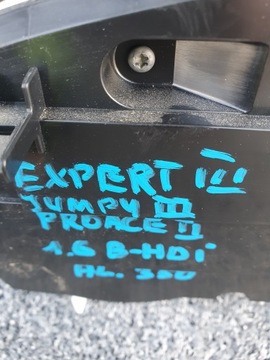 EXPERT III
JUMPY III
PROACE II
1.6 B-HDi